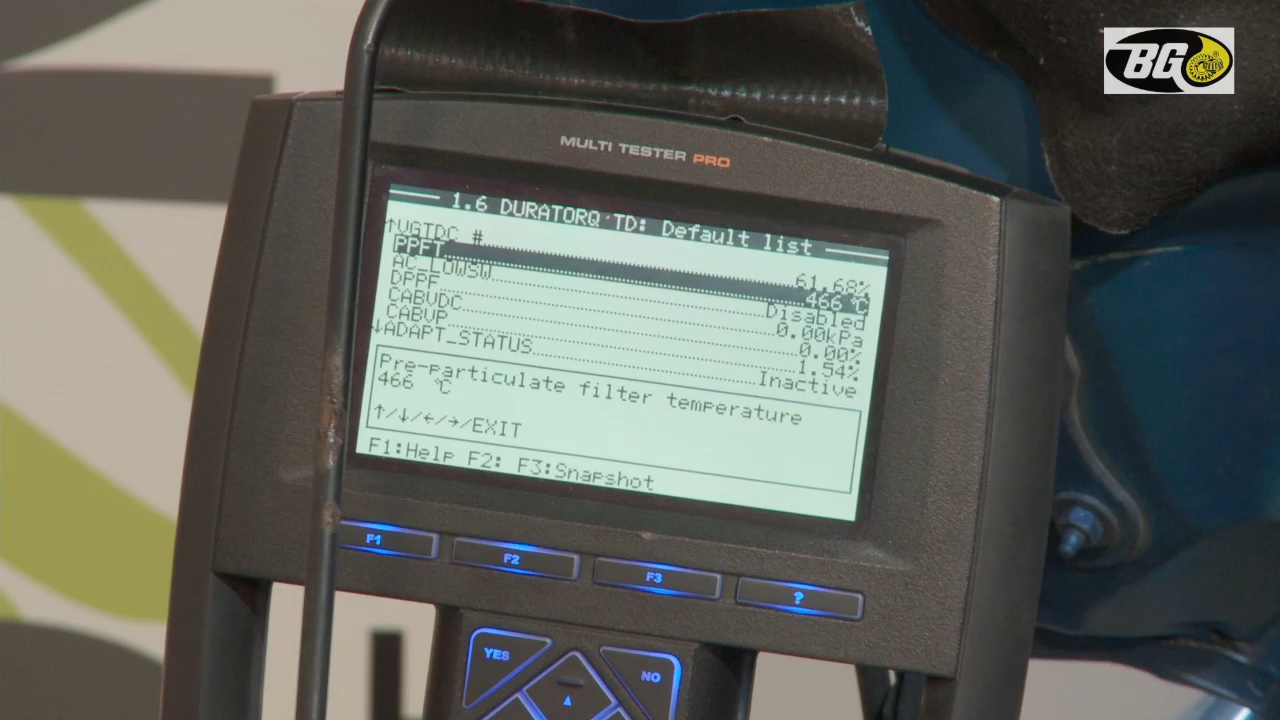 BG
MULTI TESTER PRO
1.6 DURATORQ TD: Default list
↑VGTDC # 61.68%
PPFT 466 °C
AC_LOWSW Disabled
DPPF 0.00kPa
CABVDC 0.00%
CABVP 1.54%
↓ADAPT_STATUS Inactive
Pre-particulate filter temperature
466 °C
↑/↓/←/→/EXIT
F1:Help F2: F3:Snapshot
F1 F2 F3 ?
YES NO